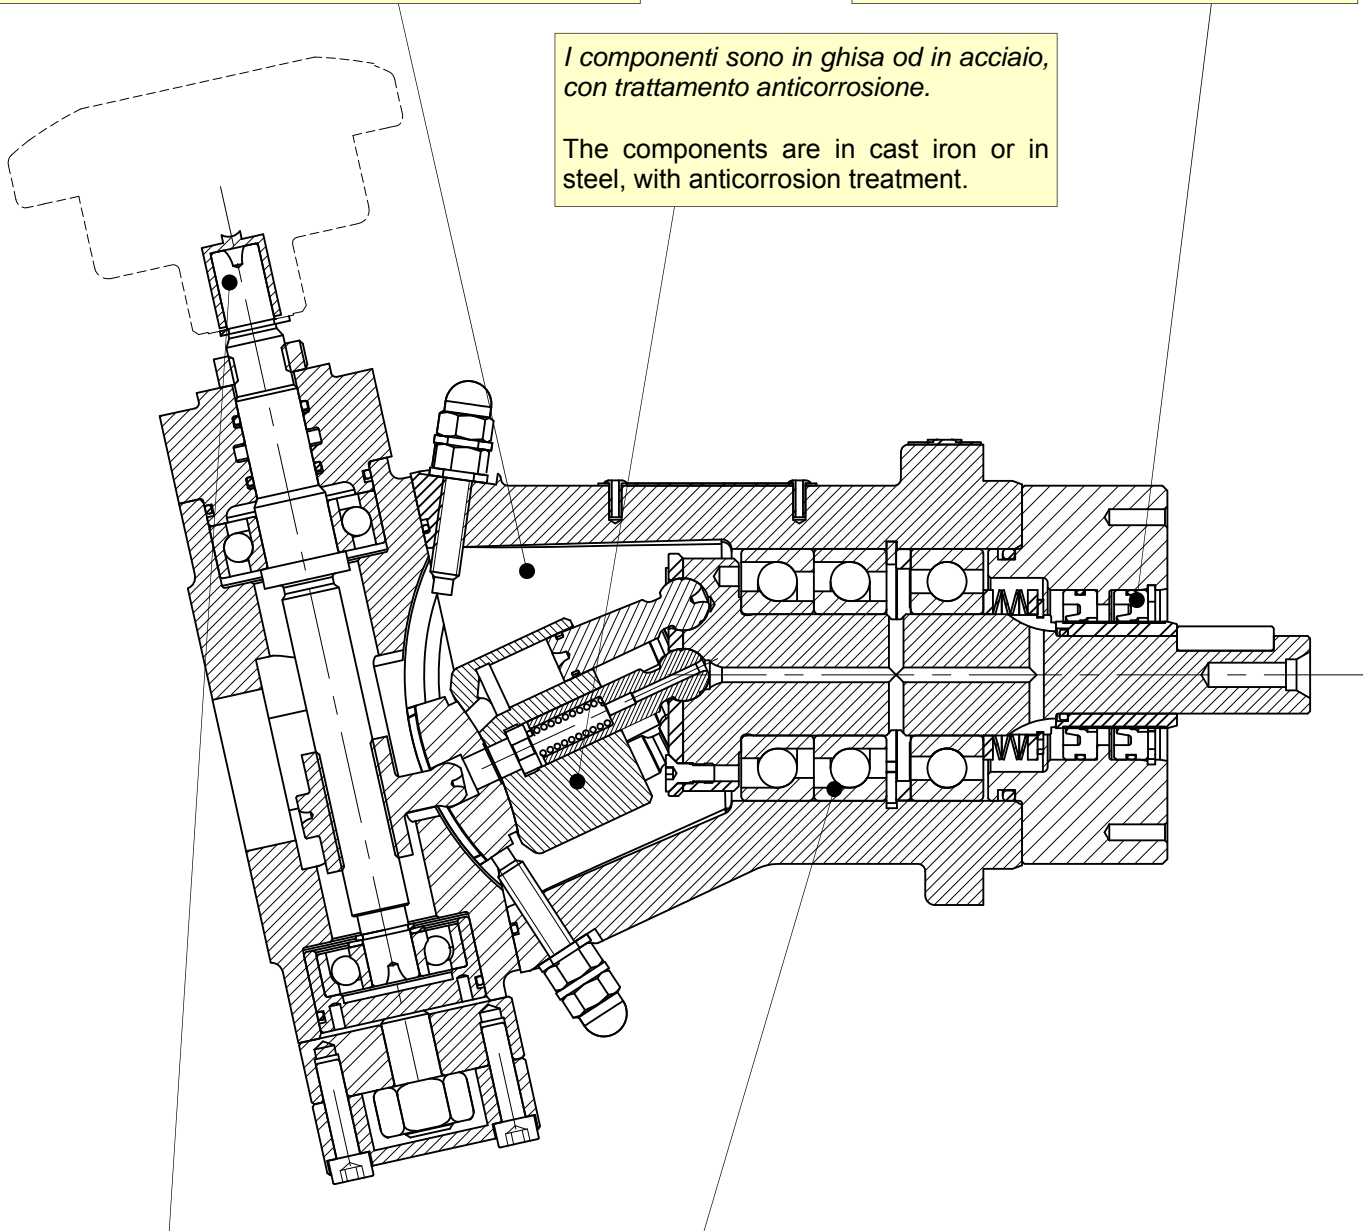 I componenti sono in ghisa od in acciaio,
con trattamento anticorrosione.
The components are in cast iron or in
steel, with anticorrosion treatment.